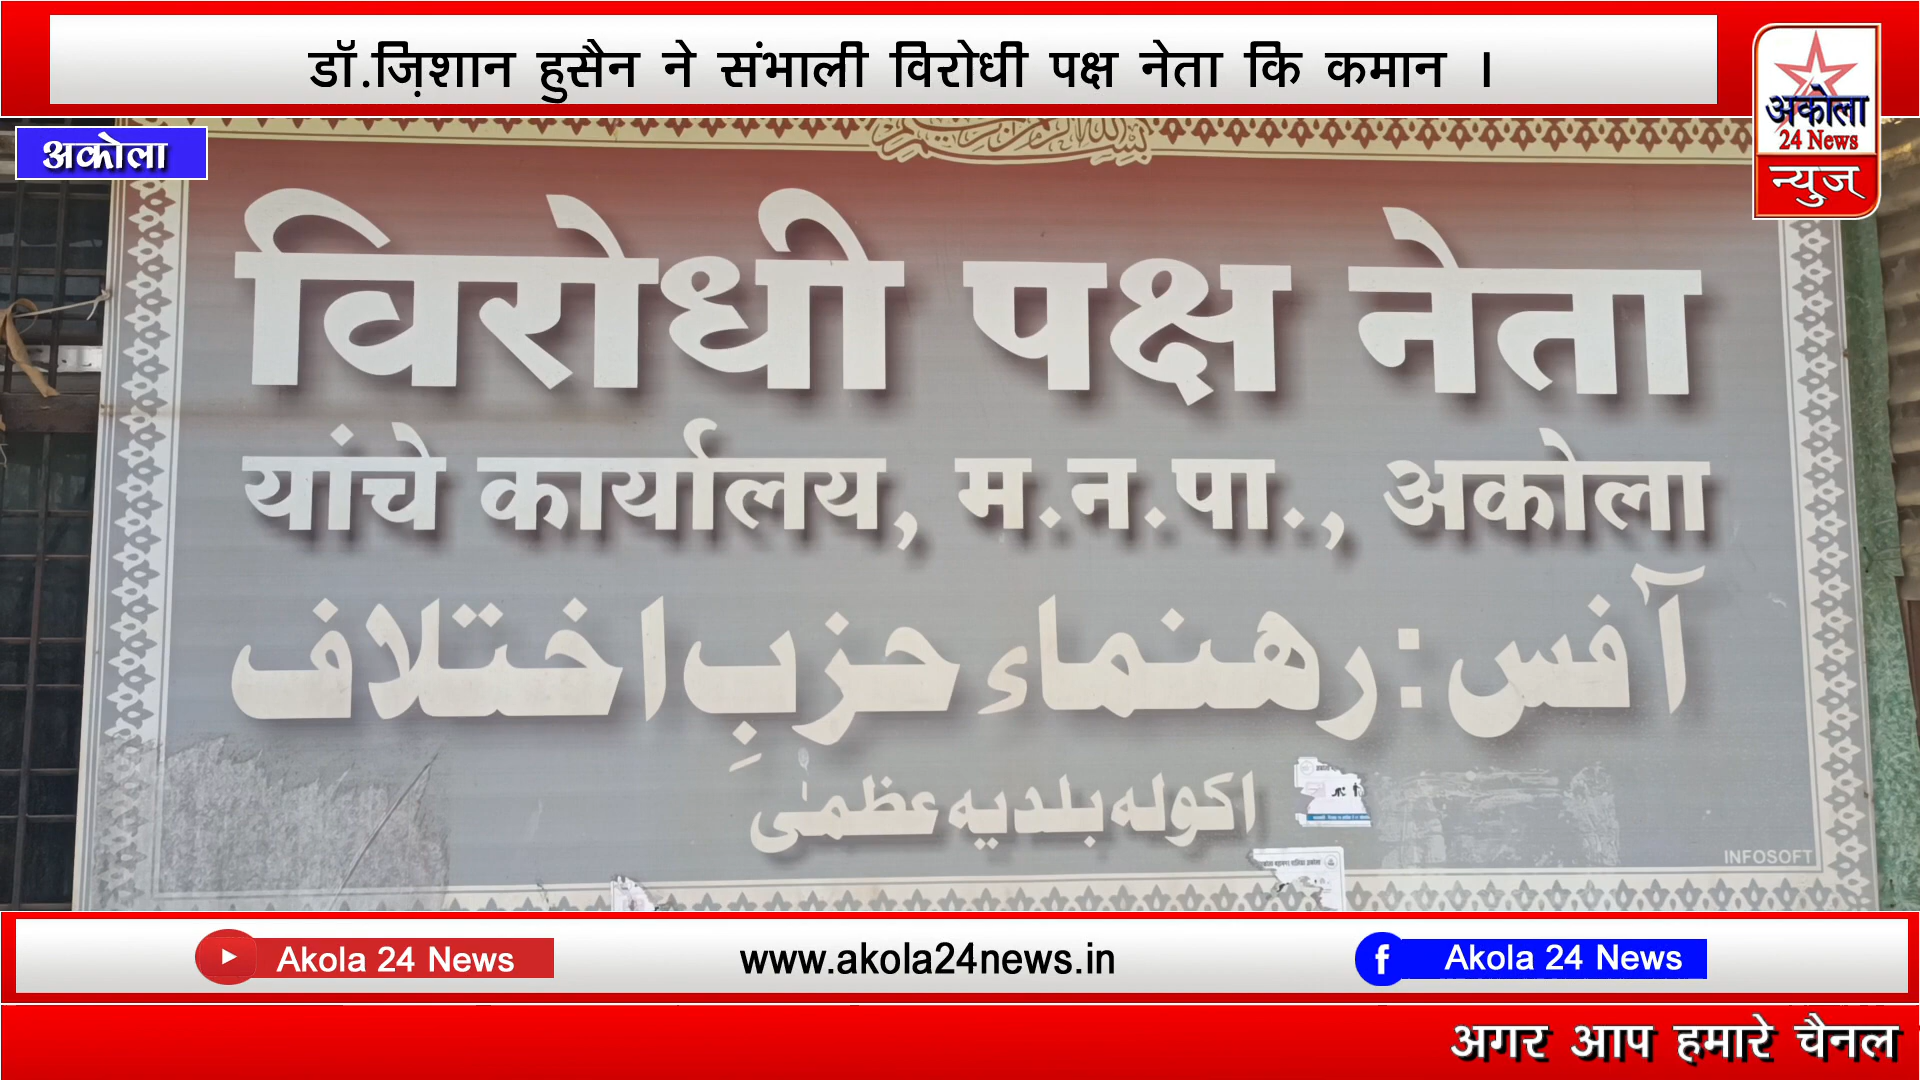 डॉ.ज़िशान हुसैन ने संभाली विरोधी पक्ष नेता कि कमान ।
अकोला
24 News
न्युज
अकोला
विरोधी पक्ष नेता
यांचे कार्यालय, म.न.पा., अकोला
آفس : رہنماء حزبِ اختلاف
اکولہ بلدیہ عظمیٰ
INFOSOFT
Akola 24 News
www.akola24news.in
Akola 24 News
अगर आप हमारे चैनल